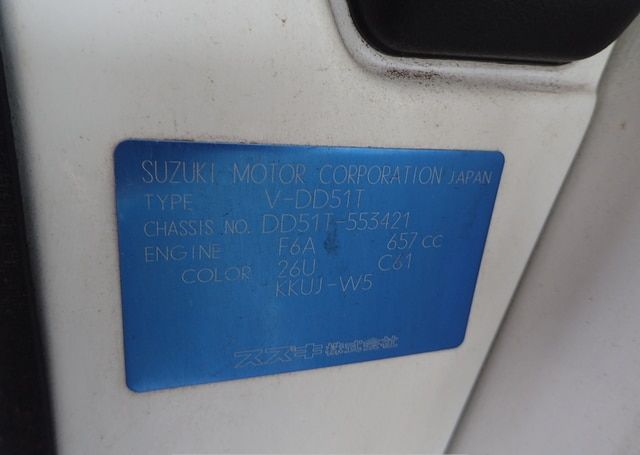 SUZUKI MOTOR CORPORATION JAPAN
TYPE V-DD51T
CHASSIS NO. DD51T-553421
ENGINE F6A 657 CC
COLOR 26U C61
KKUJ-W5
スズキ株式会社